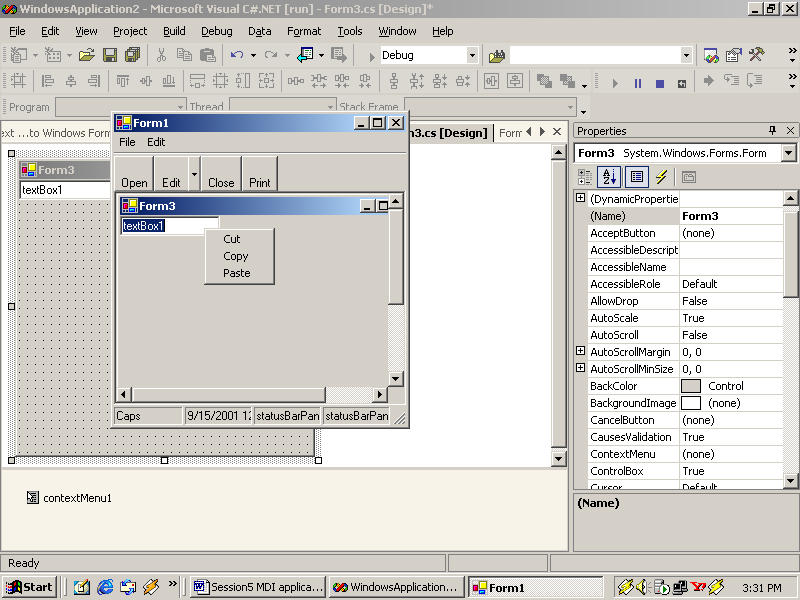 WindowsApplication2 - Microsoft Visual C#.NET [run] - Form3.cs [Design]*
File Edit View Project Build Debug Data Format Tools Window Help
Debug
Program Thread Stack Frame
ext ...to Windows Form
m3.cs [Design] Form
Properties
Form3 System.Windows.Forms.Form
Form3
textBox1
Form1
File Edit
Open Edit Close Print
Form3
textBox1
Cut
Copy
Paste
Caps 9/15/2001 12 statusBarPan statusBarPan
(DynamicPropertie
(Name) Form3
AcceptButton (none)
AccessibleDescript
AccessibleName
AccessibleRole Default
AllowDrop False
AutoScale True
AutoScroll False
AutoScrollMargin 0, 0
AutoScrollMinSize 0, 0
BackColor Control
BackgroundImage (none)
CancelButton (none)
CausesValidation True
ContextMenu (none)
ControlBox True
Cursor Default
(Name)
contextMenu1
Ready
Start Session5 MDI applica... WindowsApplication... Form1 3:31 PM